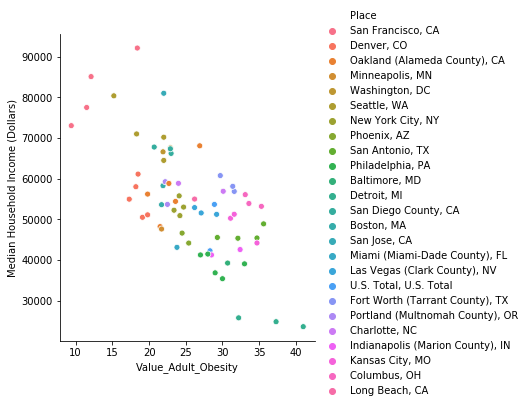 Place
San Francisco, CA
Denver, CO
Oakland (Alameda County), CA
Minneapolis, MN
Washington, DC
Seattle, WA
New York City, NY
Phoenix, AZ
San Antonio, TX
Philadelphia, PA
Baltimore, MD
Detroit, MI
San Diego County, CA
Boston, MA
San Jose, CA
Miami (Miami-Dade County), FL
Las Vegas (Clark County), NV
U.S. Total, U.S. Total
Fort Worth (Tarrant County), TX
Portland (Multnomah County), OR
Charlotte, NC
Indianapolis (Marion County), IN
Kansas City, MO
Columbus, OH
Long Beach, CA
90000
80000
70000
60000
50000
40000
30000
Median Household Income (Dollars)
10 15 20 25 30 35 40
Value_Adult_Obesity